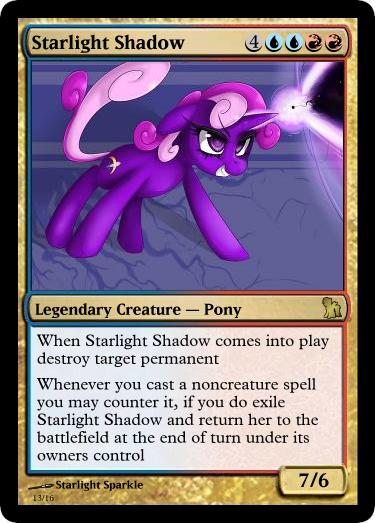 Starlight Shadow 4
Legendary Creature — Pony
When Starlight Shadow comes into play
destroy target permanent
Whenever you cast a noncreature spell
you may counter it, if you do exile
Starlight Shadow and return her to the
battlefield at the end of turn under its
owners control
Starlight Sparkle
7/6
13/16